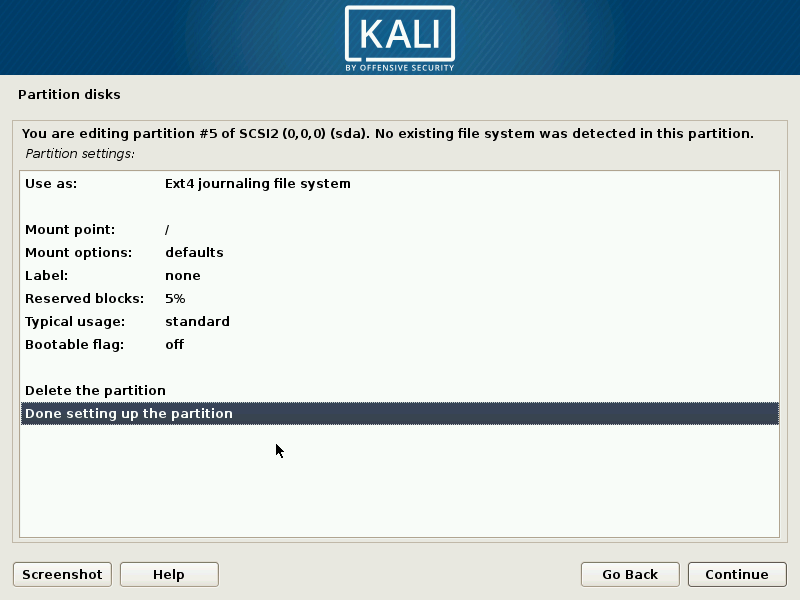 KALI
BY OFFENSIVE SECURITY
Partition disks
You are editing partition #5 of SCSI2 (0,0,0) (sda). No existing file system was detected in this partition.
Partition settings:
Use as: Ext4 journaling file system
Mount point: /
Mount options: defaults
Label: none
Reserved blocks: 5%
Typical usage: standard
Bootable flag: off
Delete the partition
Done setting up the partition
Screenshot Help Go Back Continue